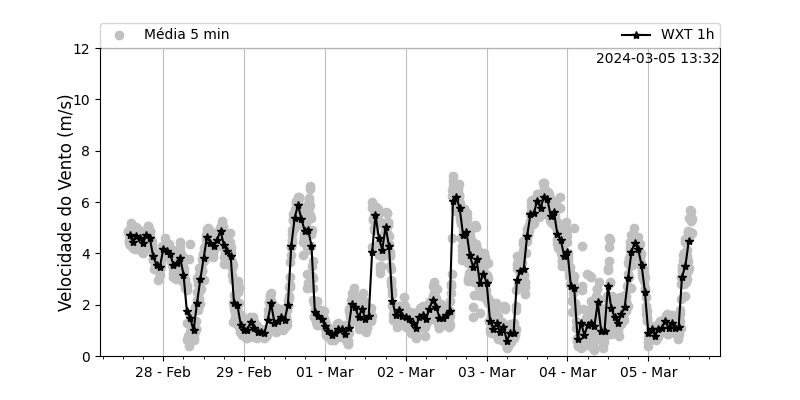 Média 5 min
WXT 1h
2024-03-05 13:32
Velocidade do Vento (m/s)
12
10
8
6
4
2
0
28 - Feb
29 - Feb
01 - Mar
02 - Mar
03 - Mar
04 - Mar
05 - Mar